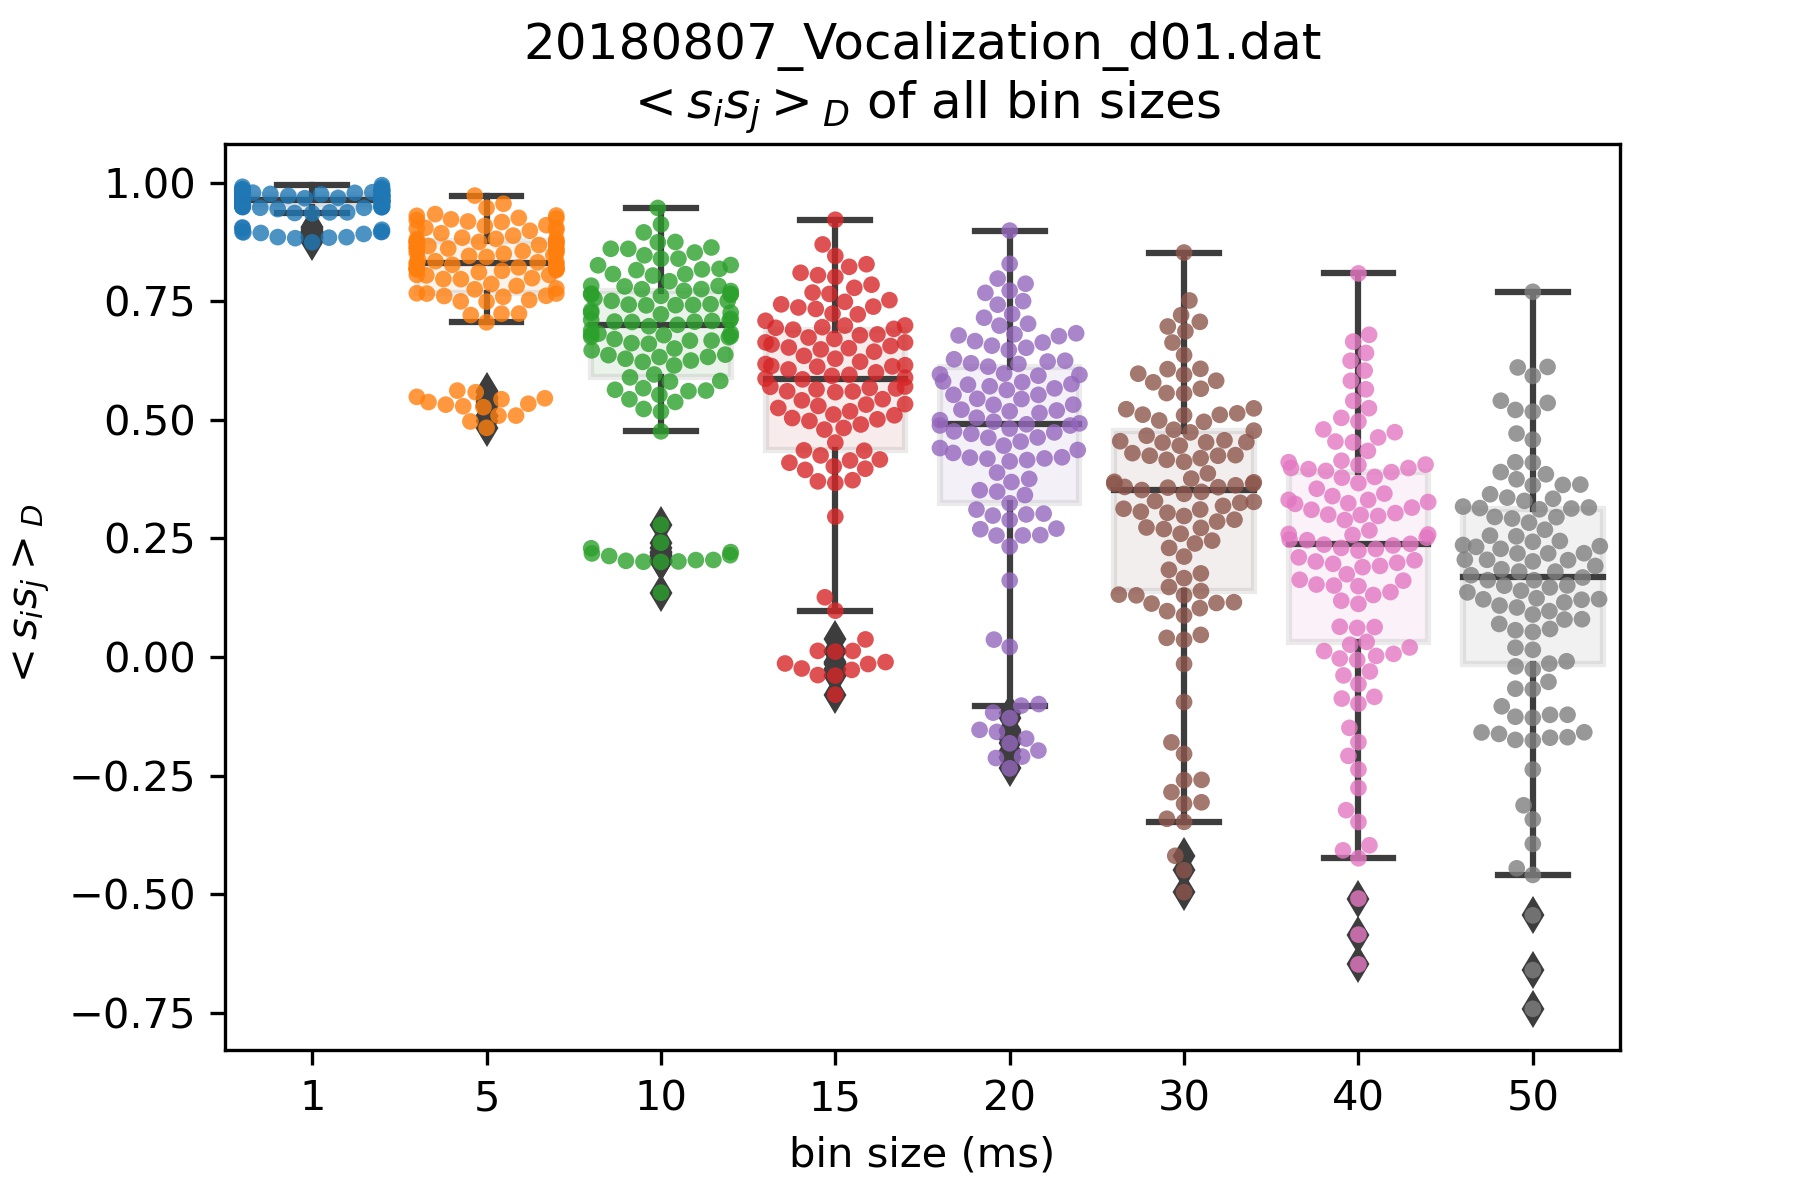 20180807_Vocalization_d01.dat
< s_i s_j >_D of all bin sizes
< s_i s_j >_D
1.00
0.75
0.50
0.25
0.00
−0.25
−0.50
−0.75
1 5 10 15 20 30 40 50
bin size (ms)